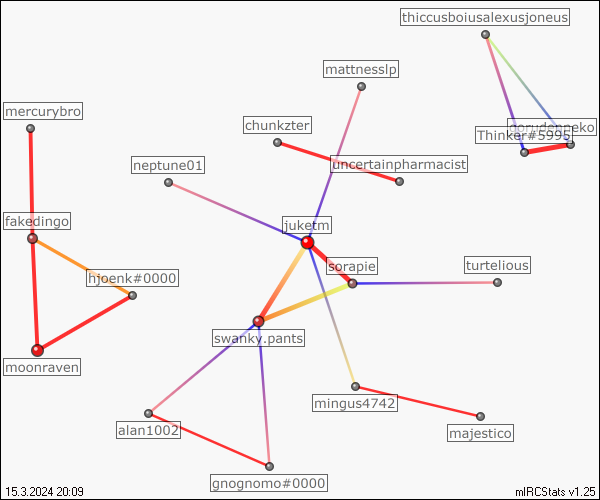 thiccusboiusalexusjoneus
mattnesslp
mercurybro
chunkzter
Thinker#5995
neptune01
uncertainpharmacist
fakedingo
juketm
sorapie
turtelious
hjoenk#0000
swanky.pants
moonraven
mingus4742
alan1002
majestico
gnognomo#0000
15.3.2024 20:09
mIRCStats v1.25